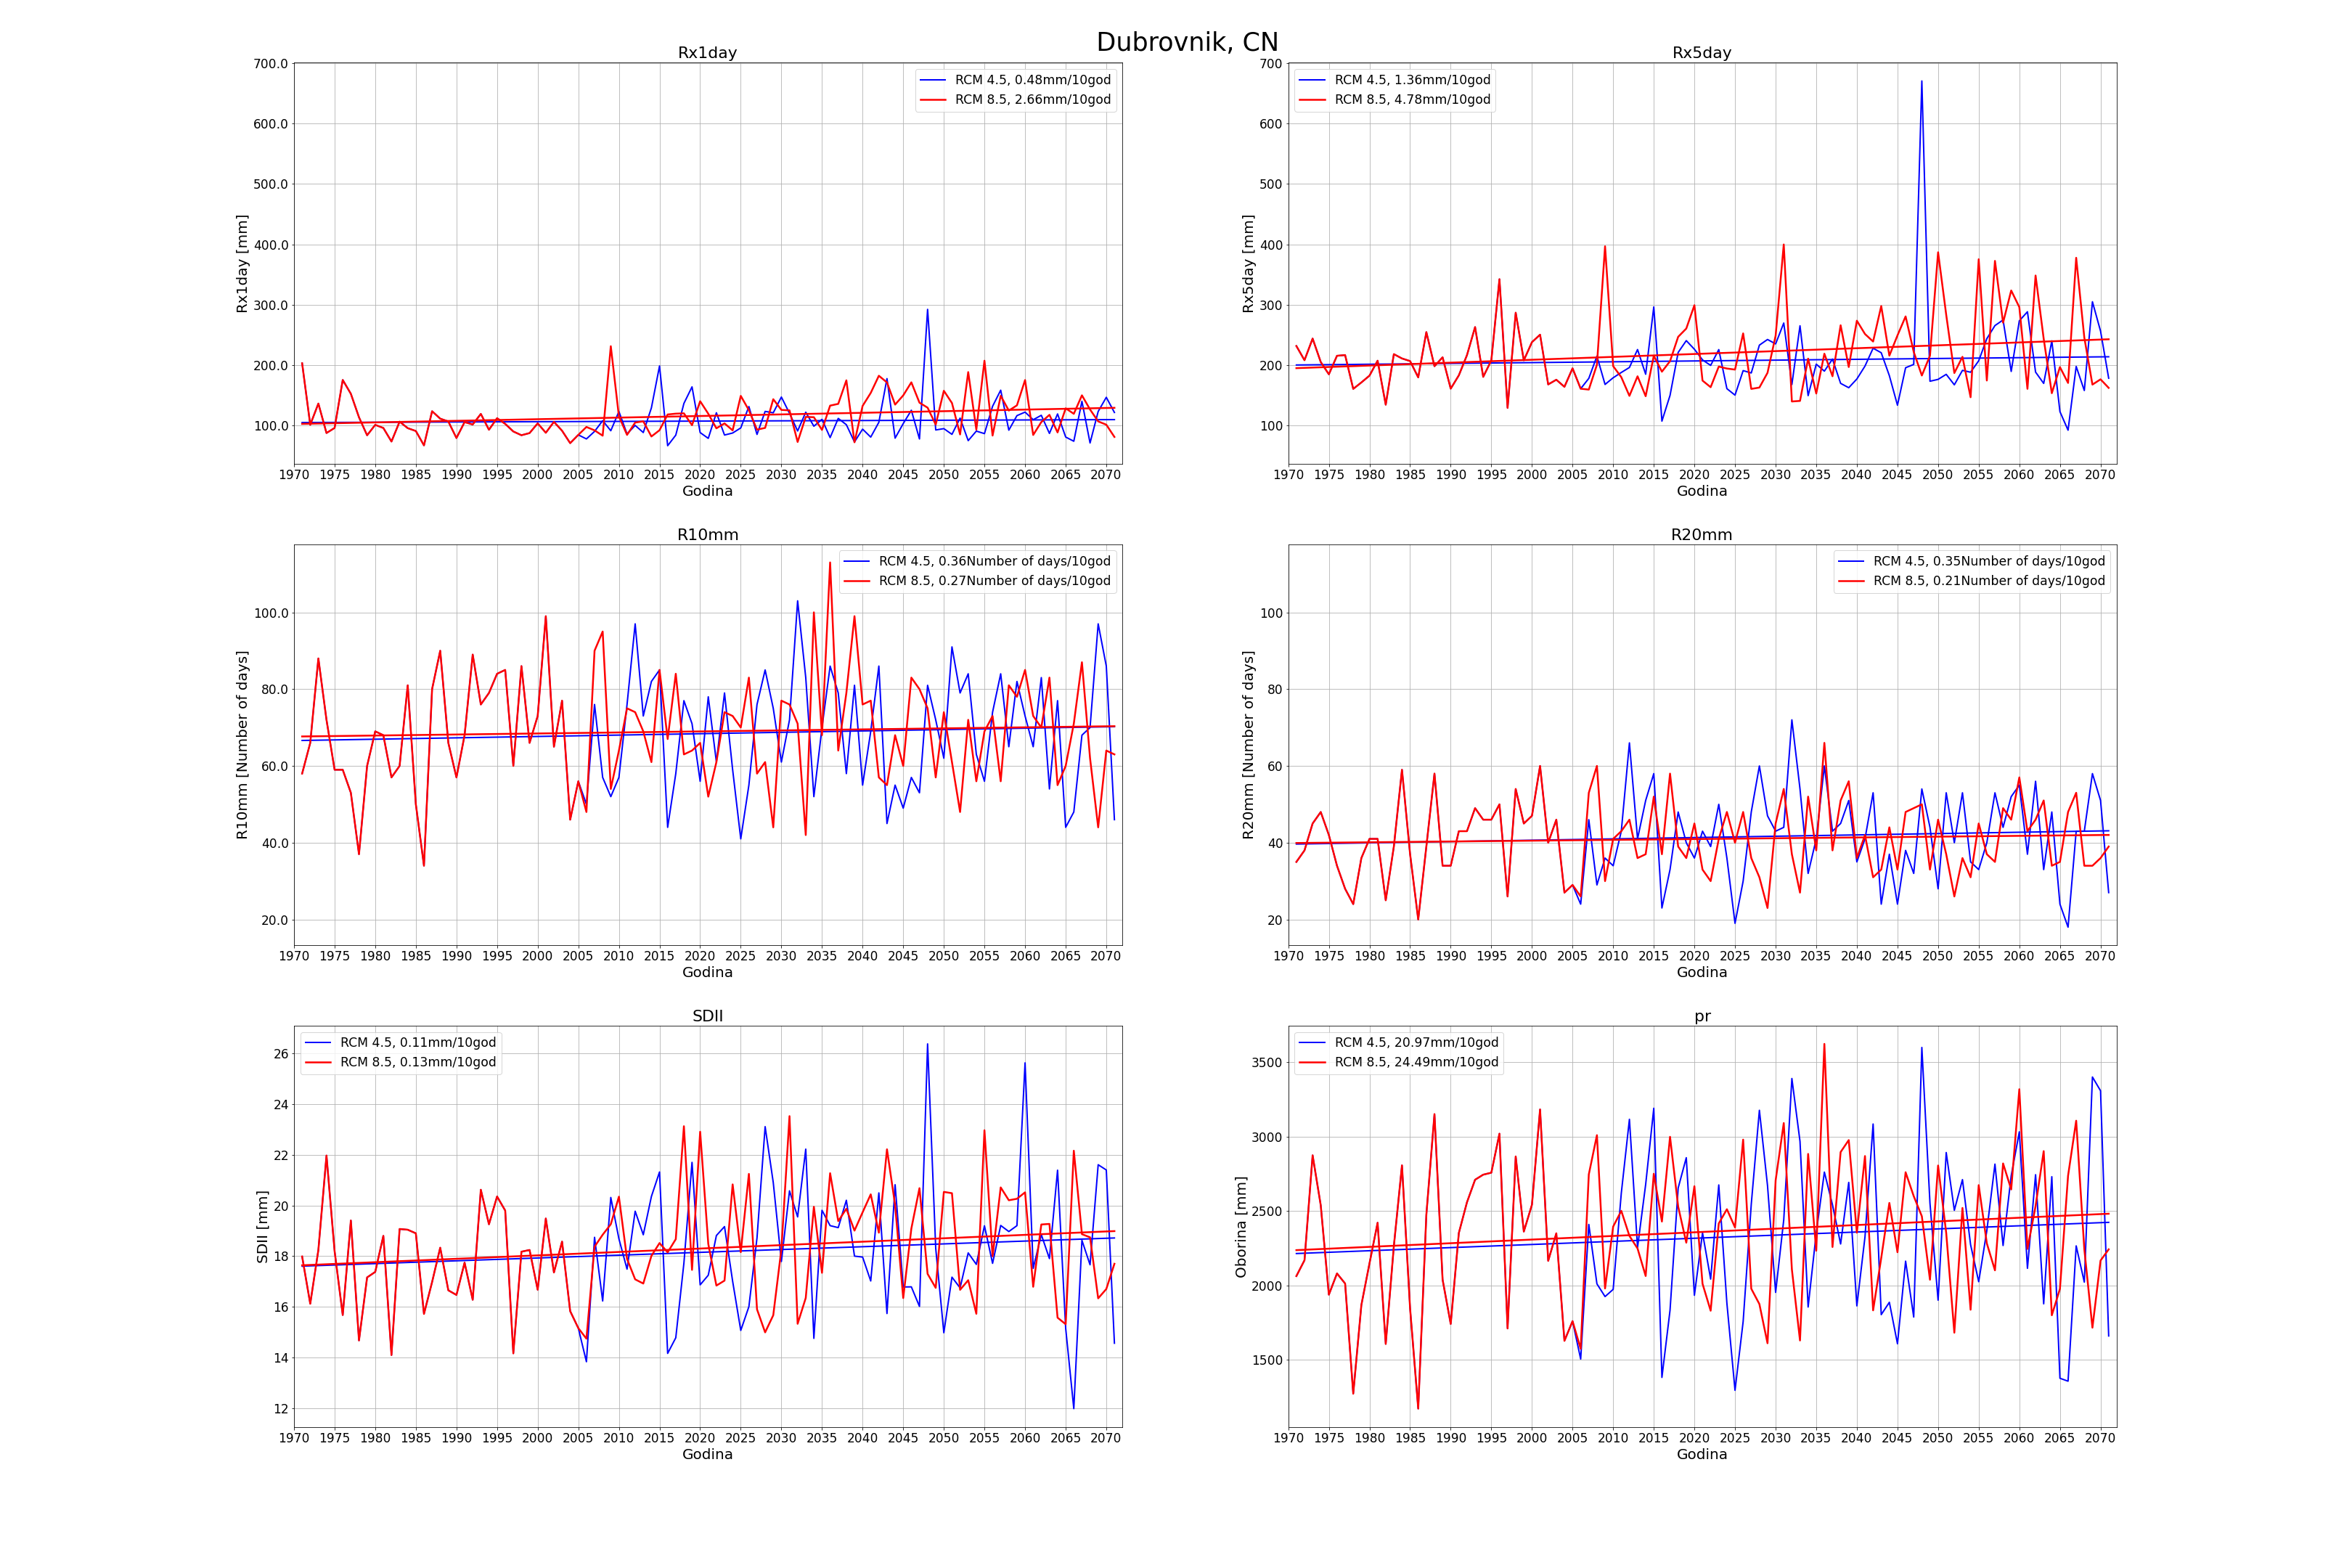 Dubrovnik, CN
Rx1day
RCM 4.5, 0.48mm/10god
RCM 8.5, 2.66mm/10god
Rx1day [mm]
700.0
600.0
500.0
400.0
300.0
200.0
100.0
1970 1975 1980 1985 1990 1995 2000 2005 2010 2015 2020 2025 2030 2035 2040 2045 2050 2055 2060 2065 2070
Godina
Rx5day
RCM 4.5, 1.36mm/10god
RCM 8.5, 4.78mm/10god
Rx5day [mm]
700
600
500
400
300
200
100
1970 1975 1980 1985 1990 1995 2000 2005 2010 2015 2020 2025 2030 2035 2040 2045 2050 2055 2060 2065 2070
Godina
R10mm
RCM 4.5, 0.36Number of days/10god
RCM 8.5, 0.27Number of days/10god
R10mm [Number of days]
100.0
80.0
60.0
40.0
20.0
1970 1975 1980 1985 1990 1995 2000 2005 2010 2015 2020 2025 2030 2035 2040 2045 2050 2055 2060 2065 2070
Godina
R20mm
RCM 4.5, 0.35Number of days/10god
RCM 8.5, 0.21Number of days/10god
R20mm [Number of days]
100
80
60
40
20
1970 1975 1980 1985 1990 1995 2000 2005 2010 2015 2020 2025 2030 2035 2040 2045 2050 2055 2060 2065 2070
Godina
SDII
RCM 4.5, 0.11mm/10god
RCM 8.5, 0.13mm/10god
SDII [mm]
26
24
22
20
18
16
14
12
1970 1975 1980 1985 1990 1995 2000 2005 2010 2015 2020 2025 2030 2035 2040 2045 2050 2055 2060 2065 2070
Godina
pr
RCM 4.5, 20.97mm/10god
RCM 8.5, 24.49mm/10god
Oborina [mm]
3500
3000
2500
2000
1500
1970 1975 1980 1985 1990 1995 2000 2005 2010 2015 2020 2025 2030 2035 2040 2045 2050 2055 2060 2065 2070
Godina